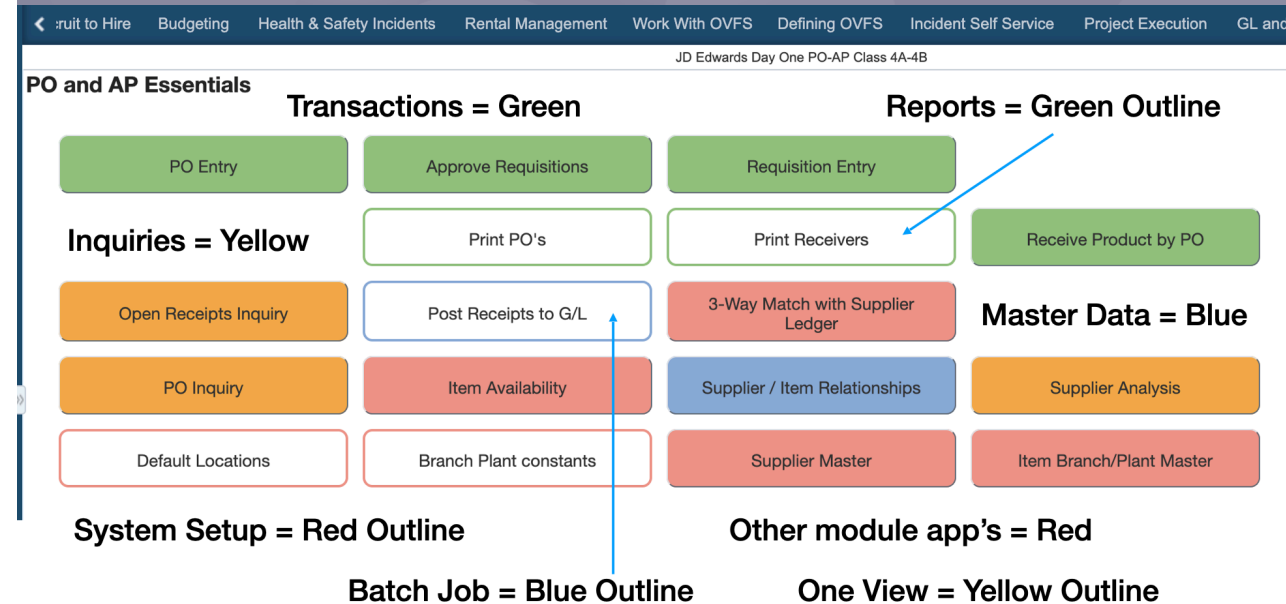 ruit to Hire Budgeting Health & Safety Incidents Rental Management Work With OVFS Defining OVFS Incident Self Service Project Execution GL and
JD Edwards Day One PO-AP Class 4A-4B
PO and AP Essentials
Transactions = Green
Reports = Green Outline
PO Entry
Approve Requisitions
Requisition Entry
Inquiries = Yellow
Print PO's
Print Receivers
Receive Product by PO
Open Receipts Inquiry
Post Receipts to G/L
3-Way Match with Supplier
Ledger
Master Data = Blue
PO Inquiry
Item Availability
Supplier / Item Relationships
Supplier Analysis
Default Locations
Branch Plant constants
Supplier Master
Item Branch/Plant Master
System Setup = Red Outline
Other module app’s = Red
Batch Job = Blue Outline
One View = Yellow Outline